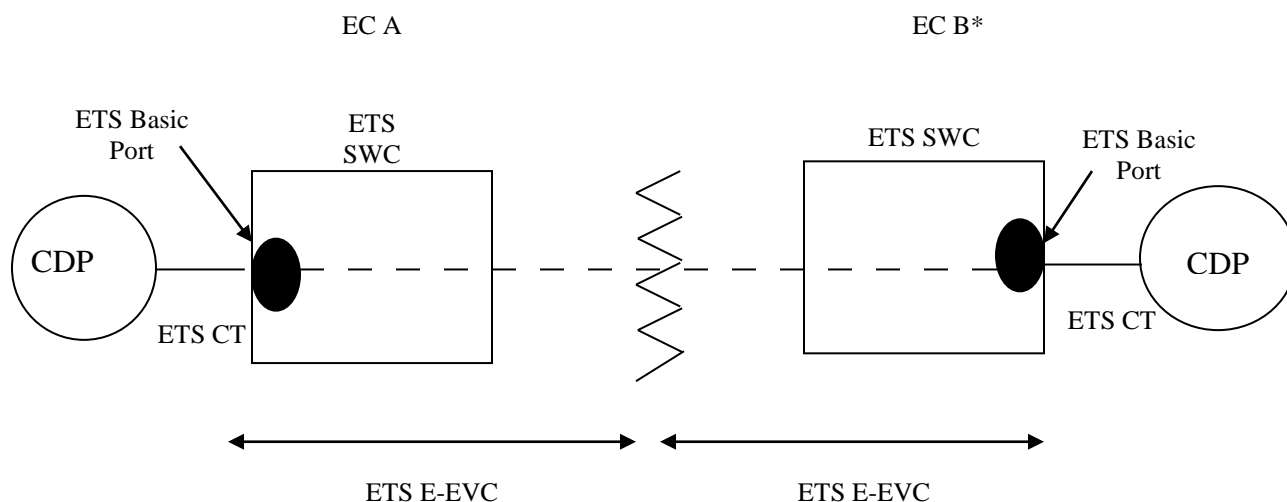 EC A
EC B*
ETS Basic
Port
ETS
SWC
ETS SWC
ETS Basic
Port
CDP
CDP
ETS CT
ETS CT
ETS E-EVC
ETS E-EVC